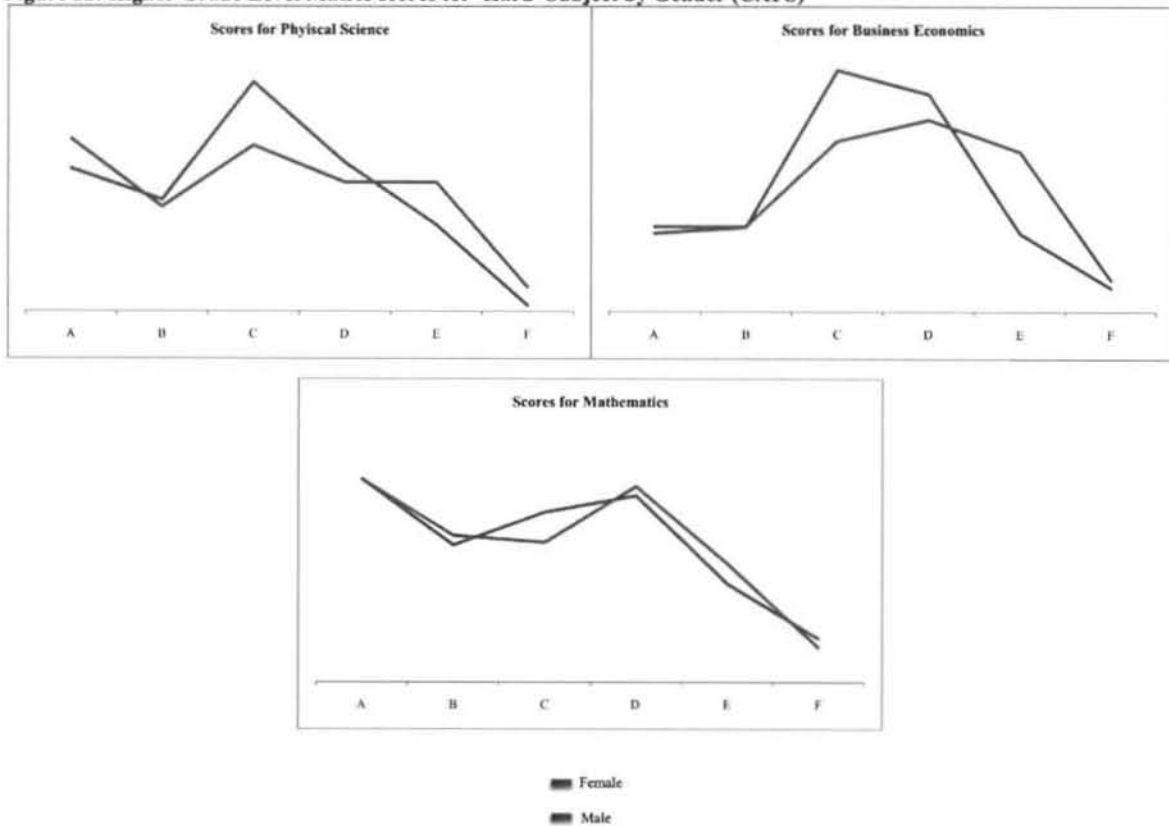 Scores for Phyiscal Science
A B C D E F
Scores for Business Economics
A B C D E F
Scores for Mathematics
A B C D E F
Female
Male